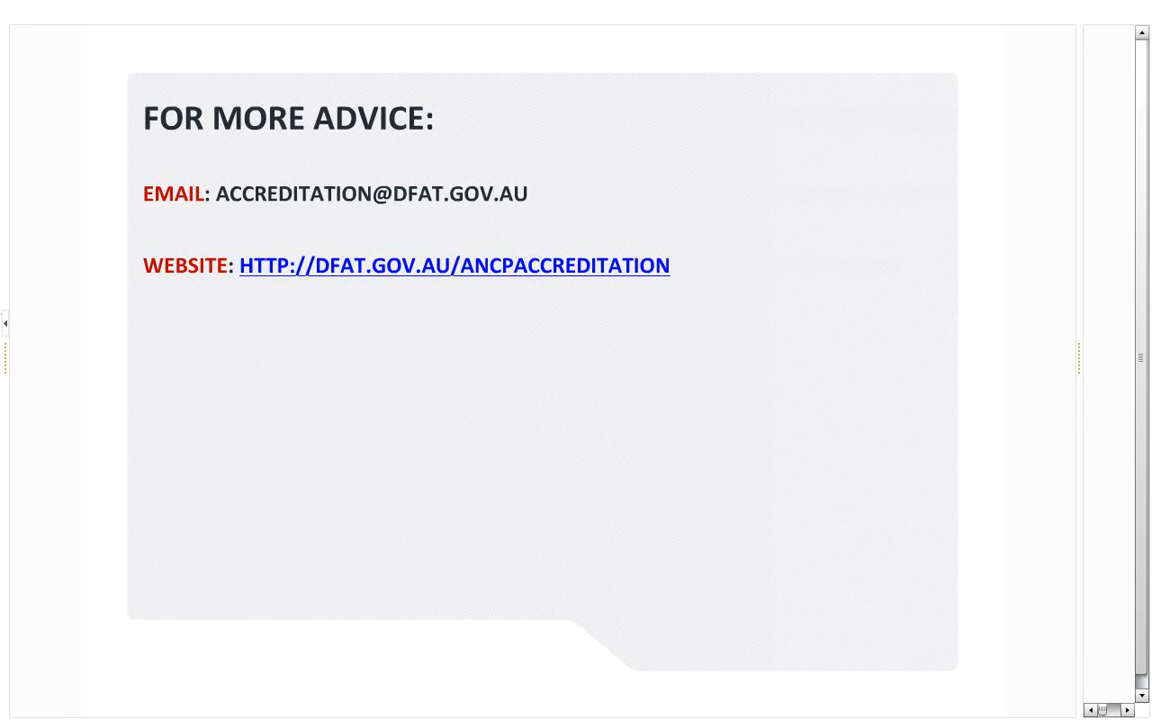 FOR MORE ADVICE:
EMAIL: ACCREDITATION@DFAT.GOV.AU
WEBSITE: HTTP://DFAT.GOV.AU/ANCPACCREDITATION